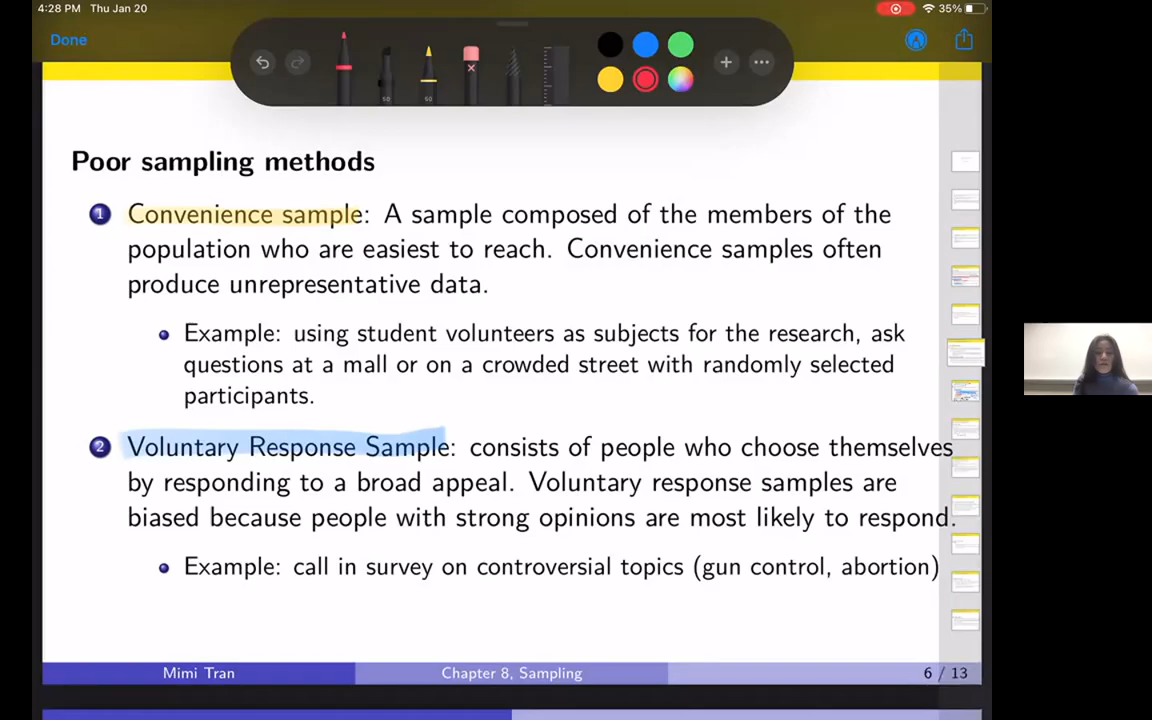 4:28 PM Thu Jan 20
35%
Done
50
50
Poor sampling methods
1 Convenience sample: A sample composed of the members of the
population who are easiest to reach. Convenience samples often
produce unrepresentative data.
Example: using student volunteers as subjects for the research, ask
questions at a mall or on a crowded street with randomly selected
participants.
2 Voluntary Response Sample: consists of people who choose themselves
by responding to a broad appeal. Voluntary response samples are
biased because people with strong opinions are most likely to respond.
Example: call in survey on controversial topics (gun control, abortion)
Mimi Tran
Chapter 8, Sampling
6 / 13